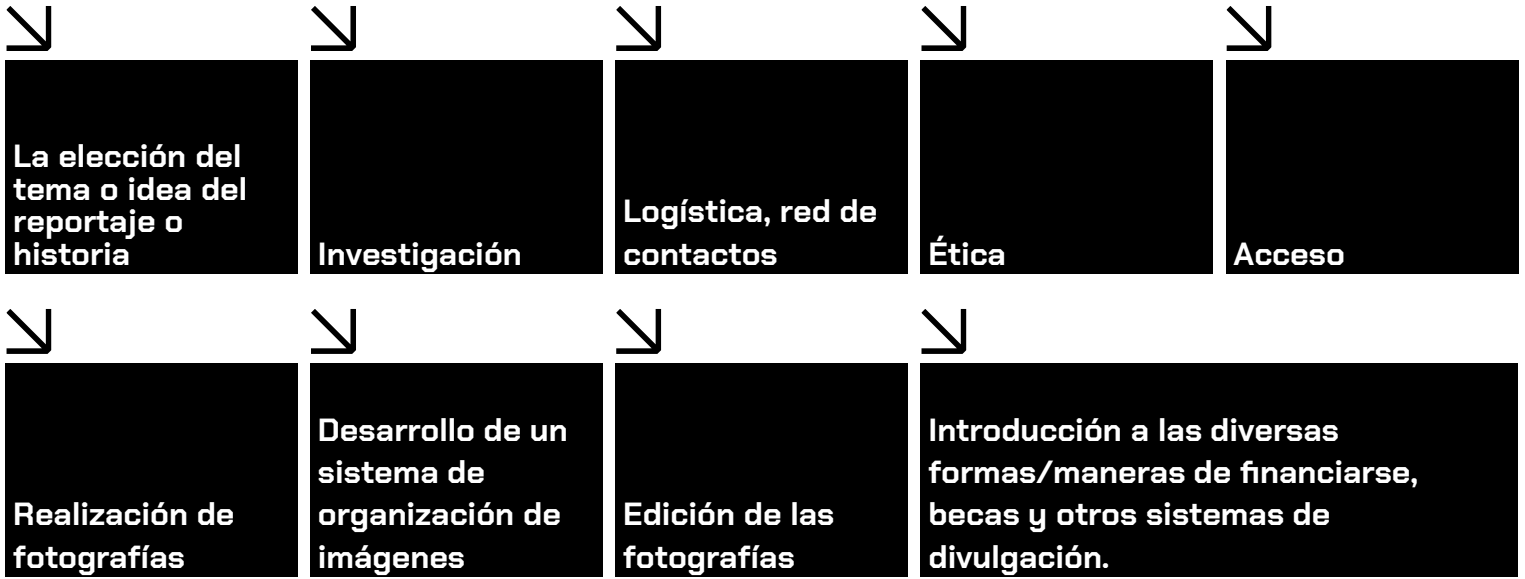 La elección del
tema o idea del
reportaje o
historia
Investigación
Logística, red de
contactos
Ética
Acceso
Realización de
fotografías
Desarrollo de un
sistema de
organización de
imágenes
Edición de las
fotografías
Introducción a las diversas
formas/maneras de financiarse,
becas y otros sistemas de
divulgación.